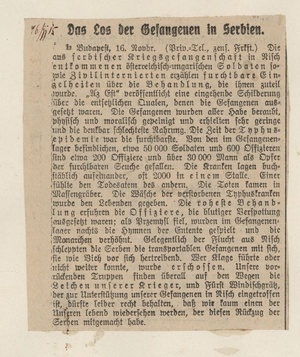 Das Los der Gefangenen in Serbien.
In Budapest, 16. Novbr. (Priv.-Tel., zens. Frkft.) Die
aus serbischer Kriegsgefangenschaft in Nisch
entkommenen österreichisch-ungarischen Soldaten so-
wie Zivilinternierten erzählen furchtbare Ein-
zelheiten über die Behandlung, die ihnen zuteil
wurde. „Az Est" veröffentlicht eine eingehende Schilderung
über die entsetzlichen Qualen, denen die Gefangenen aus-
gesetzt waren. Die Gefangenen wurden aller Habe beraubt,
physisch und moralisch gepeinigt und erhielten sehr geringe
und die denkbar schlechteste Nahrung. Die Zeit der Typhus-
epidemie war die furchtbarste. Von den im Gefangenen-
lager befindlichen, etwa 50 000 Soldaten und 600 Offizieren
sind etwa 200 Offiziere und über 30 000 Mann als Opfer
der furchtbaren Seuche gefallen. Die Kranken lagen buch-
stäblich aufeinander, oft 2000 in einem Stalle. Einer
fühlte den Todesatem des andern. Die Toten kamen in
Massengräber. Die Wäsche der verstorbenen Typhuskranken
wurde den Lebenden gegeben. Die roheste Behand-
lung erfuhren die Offiziere, die blutiger Verspottung
ausgesetzt waren; als Przemysl fiel, wurden im Gefangenen-
lager nachts die Hymnen der Entente gespielt und die
Monarchen verhöhnt. Gelegentlich der Flucht aus Nisch
schleppten die Serben die transportablen Gefangenen mit sich,
sie wie Vieh vor sich hertreibend. Wer Klage führte oder
nicht weiter konnte, wurde erschossen. Unsere vor-
rückenden Truppen finden überall auf den Wegen die
Leichen unserer Krieger, und Fürst Windischgrätz,
der zur Unterstützung unserer Gefangenen in Nisch eingetroffen
ist, dürfte leider recht behalten, daß wir kaum einen der
Unsren lebend wiedersehen werden, der diesen Rückzug der
Serben mitgemacht habe.